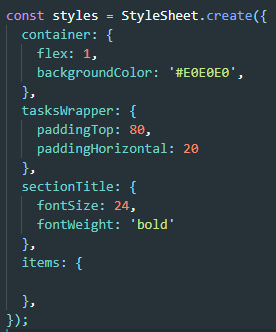 const styles = StyleSheet.create({
  container: {
    flex: 1,
    backgroundColor: '#E0E0E0',
  },
  tasksWrapper: {
    paddingTop: 80,
    paddingHorizontal: 20
  },
  sectionTitle: {
    fontSize: 24,
    fontWeight: 'bold'
  },
  items: {

  },
});